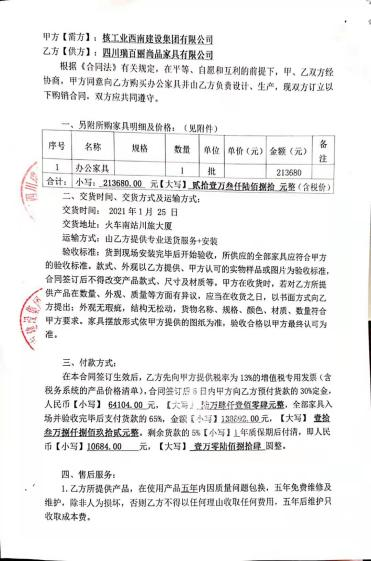 甲方【需方】：核工业西南建设集团有限公司
乙方【供方】：四川瑞百丽尚品家具有限公司
根据《合同法》有关规定，在平等、自愿和互利的前提下，甲、乙双方经
协商，甲方同意向乙方购买办公家具并由乙方负责设计、生产，现双方订立以
下购销合同，双方应共同遵守。
一、另附所购家具明细及价格：（见附件）
序号 名称 规格 数量 单位 单价（元） 金额（元） 备注
1 办公家具 1 批 213680
合计：小写：213680.00 元【大写】贰拾壹万叁仟陆佰捌拾 元整（含税价）
二、交货时间、交货方式及运输方式：
交货时间：2021 年 1 月 25 日
交货地址：火车南站川旅大厦
运输方式：由乙方提供专业送货服务+安装
验收标准：货到现场安装完毕后开始验收，所供应的全部家具应符合甲方
的验收标准。款式、外观以乙方提供、甲方认可的实物样品或图片为验收标准，
合同签订后不得改变产品款式、尺寸及材质等。甲方在收货时，若对乙方所提
供产品在数量、外观、质量等方面有异议，应当在收货之日，以书面方式向乙
方提出；外观无瑕疵，结构无松动，货物名称、规格、颜色、材质、数量符合
甲方要求。家具摆放形式依甲方提供的图纸为准，验收合格以甲方最终认可为
准。
三、付款方式：
在本合同签订生效后，乙方先向甲方提供税率为 13%的增值税专用发票（含
税务系统的产品价格清单），合同签订后 日内甲方向乙方预付货款的 30%定金，
人民币【小写】 64104.00 元，【大写】陆万肆仟壹佰零肆元整，全部家具入
场并验收完毕后支付货款的 65%，金额【小写】138892.00 元，【大写】 壹拾
叁万捌仟捌佰玖拾贰元整，剩余货款的 5%【小写】1 年质保期后付清，即人民
币【小写】10684.00 元，【大写】壹万零陆佰捌拾肆 圆整。
四、售后服务：
1. 乙方所提供产品，在使用产品五年内因质量问题包换，五年免费维修及
维护，除非人为损坏，否则乙方不得以任何理由收取任何费用，五年后维护只
收取成本费。